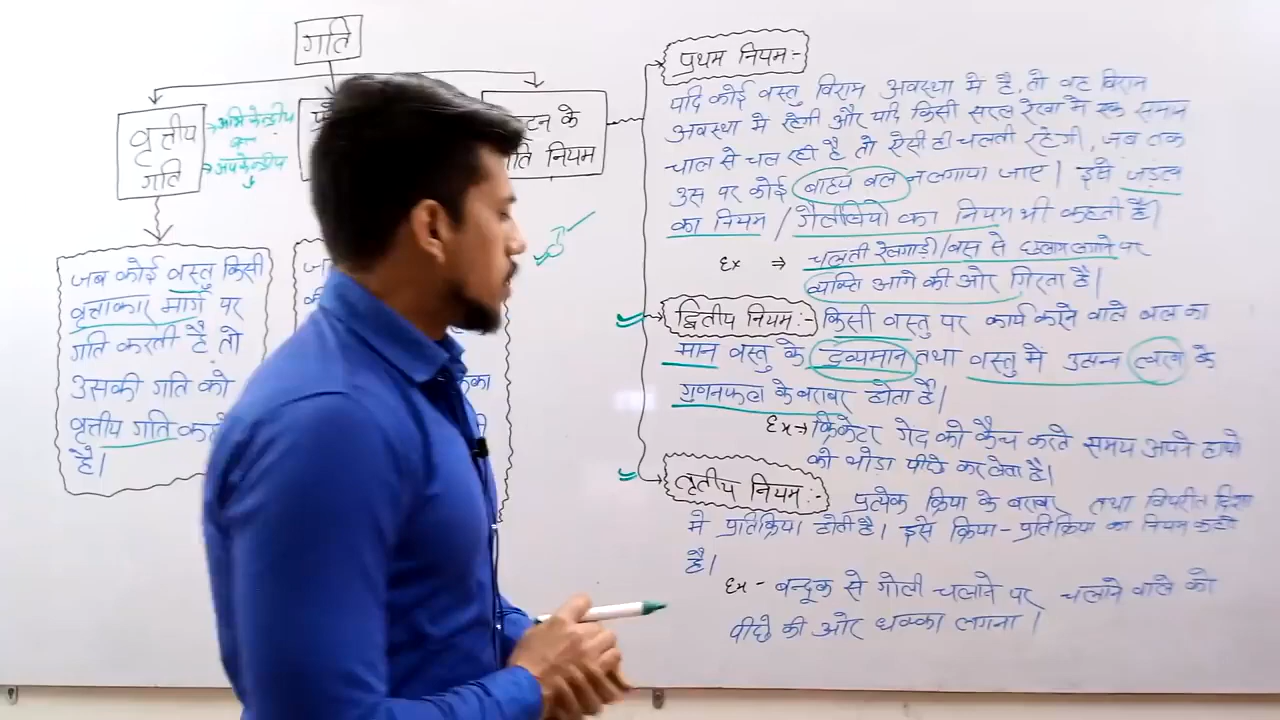 गति
वृत्तीय
गति
→अभिकेन्द्रीय
बल
→अपकेन्द्रीय
टन के
नियम
जब कोई वस्तु किसी
वृत्ताकार मार्ग पर
गति करती है तो
उसकी गति को
वृत्तीय गति
है।
प्रथम नियम:-
यदि कोई वस्तु विराम अवस्था मे है, तो वह विराम
अवस्था मे रहेगी और यदि किसी सरल रेखा मे एक समान
चाल से चल रही है तो ऐसी ही चलती रहेगी, जब तक
उस पर कोई बाह्य बल न लगाया जाए। इसे जड़त्व
का नियम / गैलीलियो का नियम भी कहते है।
Ex ⇒ चलती रेलगाड़ी/बस से लगाने पर
व्यक्ति आगे की ओर गिरता है।
द्वितीय नियम:- किसी वस्तु पर कार्य करने वाले बल का
मान वस्तु के द्रव्यमान तथा वस्तु मे उत्पन्न त्वरण के
गुणनफल के बराबर होता है।
Ex→ क्रिकेटर गेद को कैच करते समय अपने हाथो
को थोडा पीछे कर लेता है।
तृतीय नियम:- प्रत्येक क्रिया के बराबर तथा विपरीत दिशा
मे प्रतिक्रिया होती है। इसे क्रिया-प्रतिक्रिया का नियम कहते
है।
Ex - बन्दूक से गोली चलाने पर चलाने वाले को
पीछे की ओर धक्का लगना।